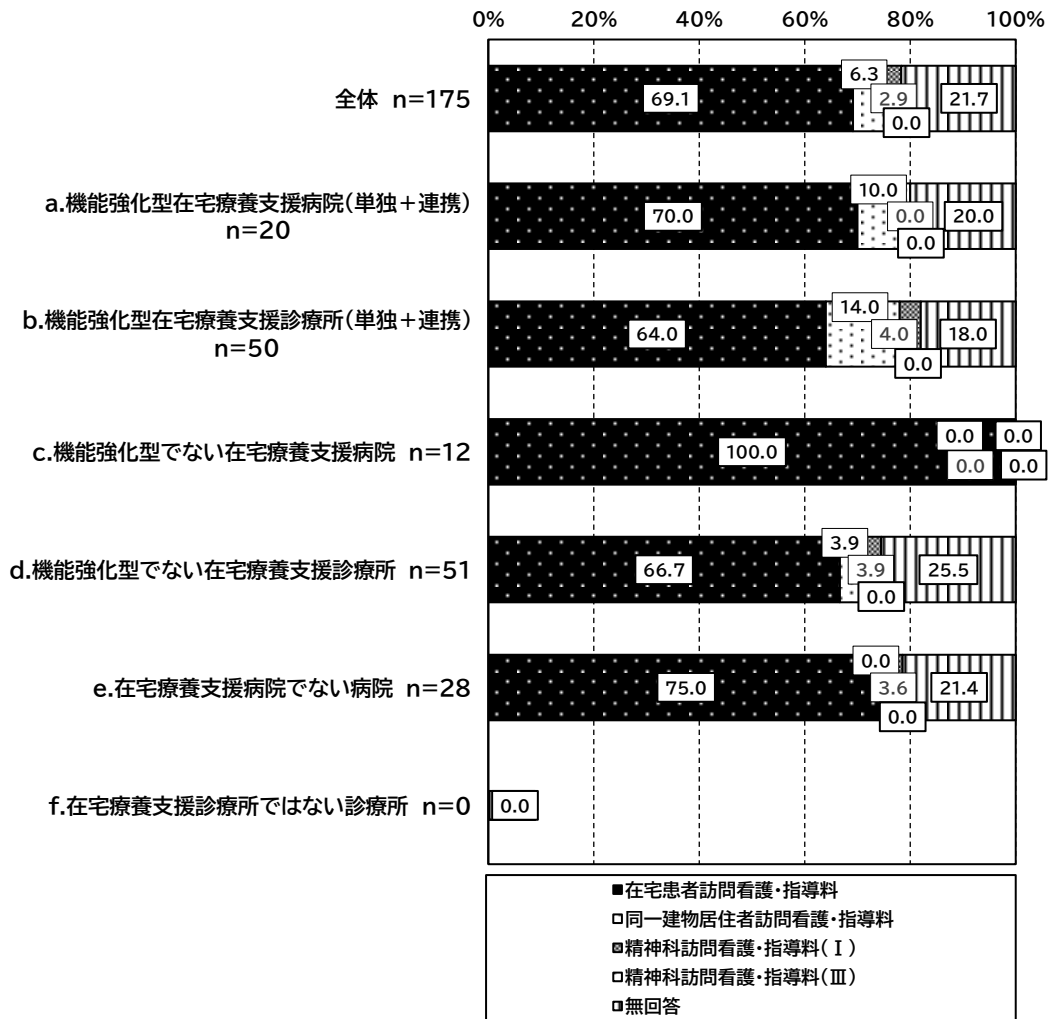 0% 20% 40% 60% 80% 100%
全体 n=175
69.1
6.3
2.9
0.0
21.7
a.機能強化型在宅療養支援病院(単独+連携)
n=20
70.0
10.0
0.0
0.0
20.0
b.機能強化型在宅療養支援診療所(単独+連携)
n=50
64.0
14.0
4.0
0.0
18.0
c.機能強化型でない在宅療養支援病院 n=12
100.0
0.0
0.0
0.0
0.0
d.機能強化型でない在宅療養支援診療所 n=51
66.7
3.9
3.9
0.0
25.5
e.在宅療養支援病院でない病院 n=28
75.0
0.0
3.6
0.0
21.4
f.在宅療養支援診療所ではない診療所 n=0
0.0
在宅患者訪問看護・指導料
同一建物居住者訪問看護・指導料
精神科訪問看護・指導料(Ⅰ)
精神科訪問看護・指導料(Ⅲ)
無回答